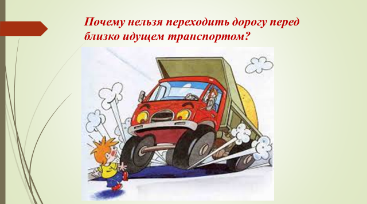 Почему нельзя переходить дорогу перед
близко идущем транспортом?